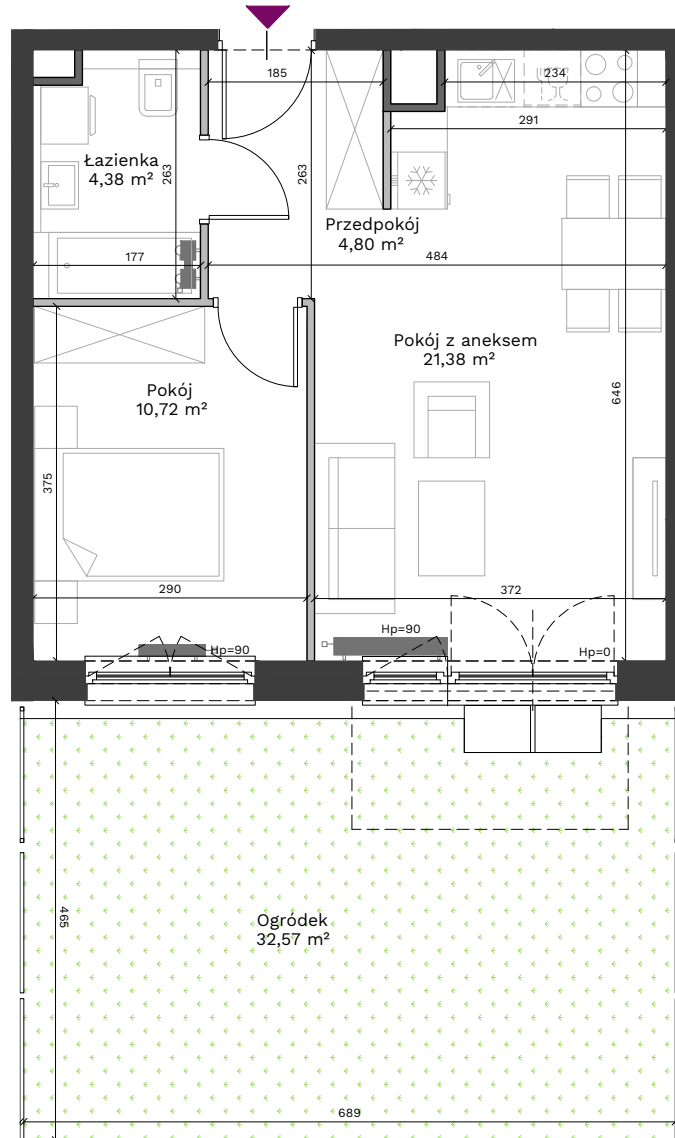 185
234
291
Łazienka
4,38 m²
263
263
Przedpokój
4,80 m²
177
484
Pokój z aneksem
21,38 m²
Pokój
10,72 m²
646
375
290
372
Hp=90
Hp=90
Hp=0
465
Ogródek
32,57 m²
689